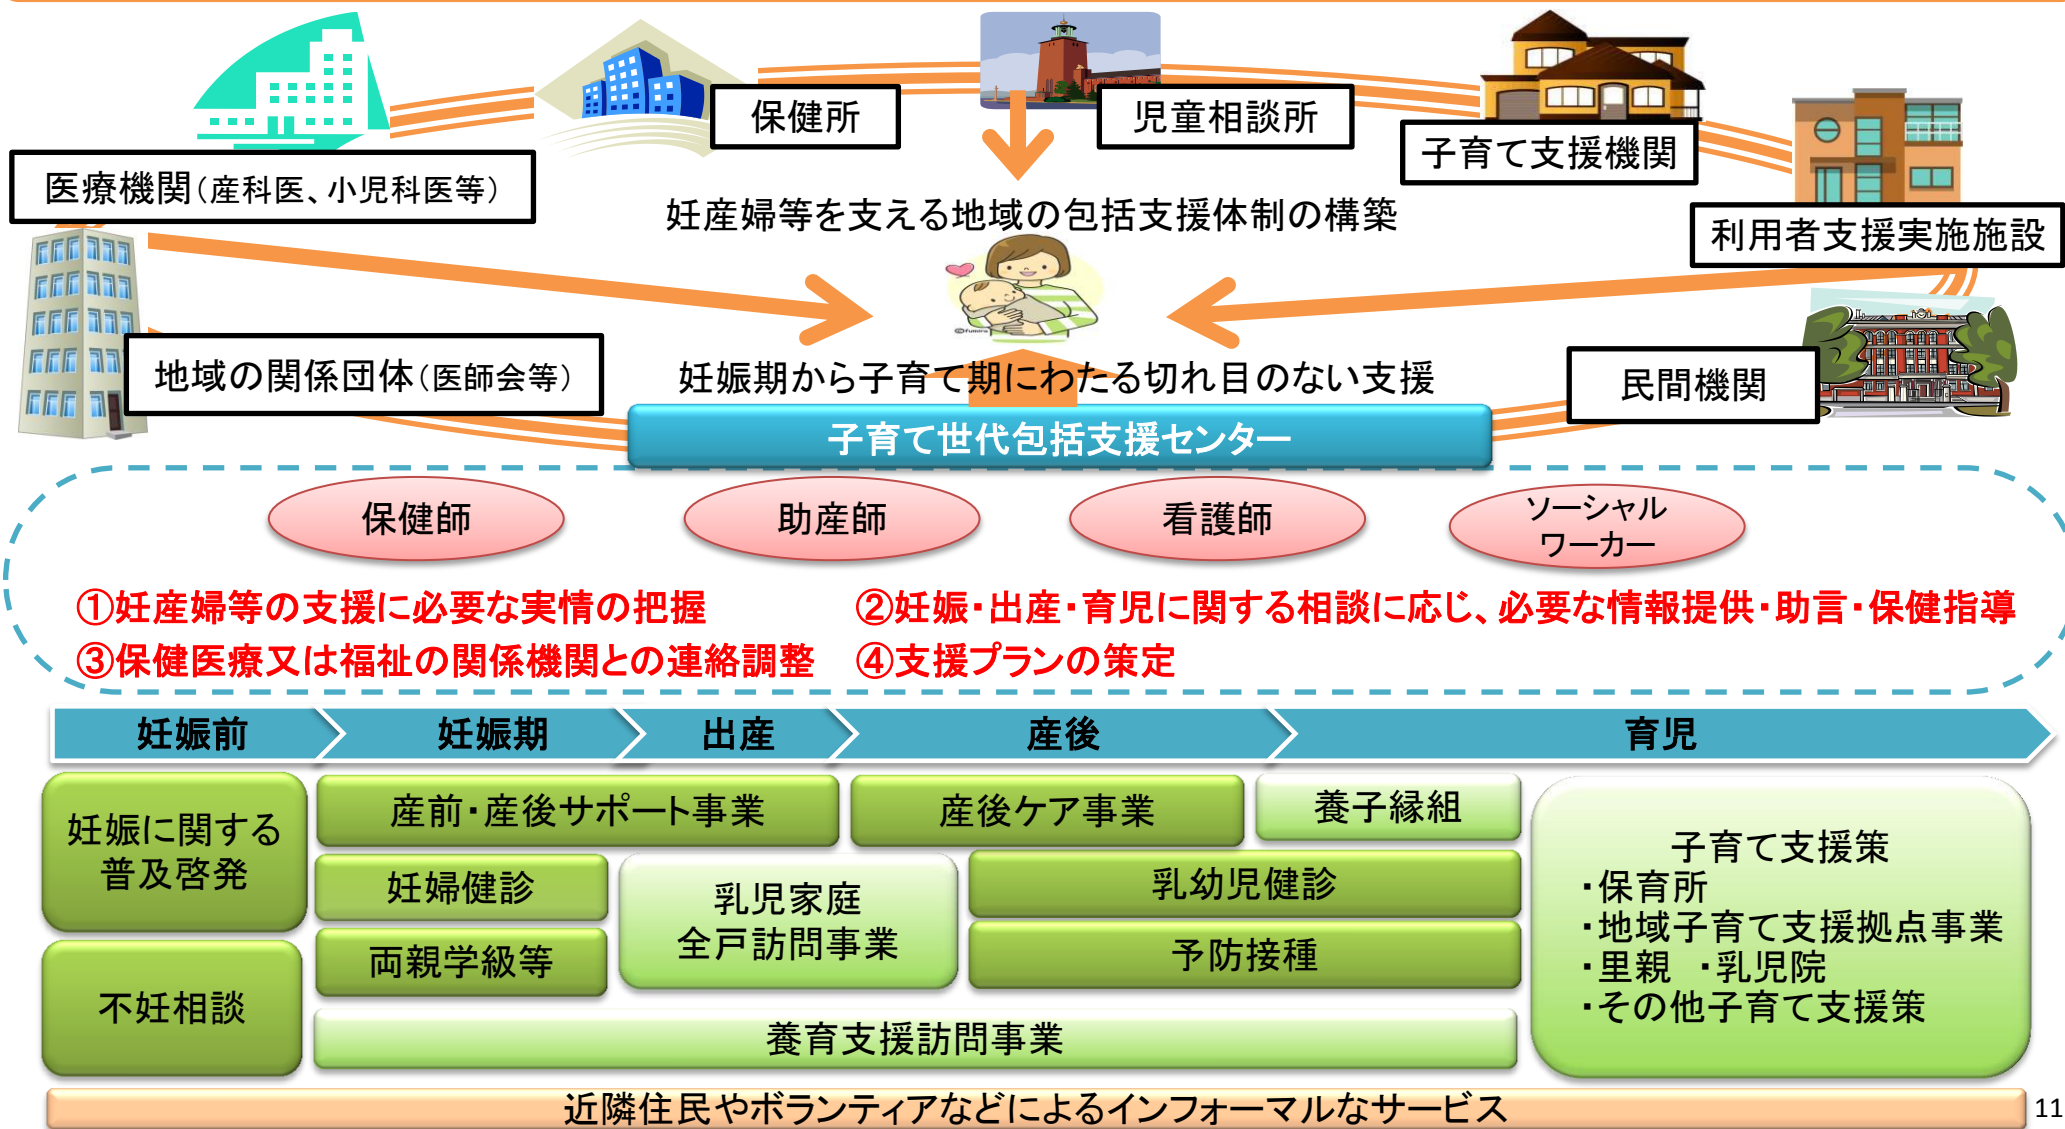 保健所
児童相談所
子育て支援機関
医療機関(産科医、小児科医等)
妊産婦等を支える地域の包括支援体制の構築
利用者支援実施施設
地域の関係団体(医師会等)
妊娠期から子育て期にわたる切れ目のない支援
民間機関
子育て世代包括支援センター
保健師
助産師
看護師
ソーシャル
ワーカー
①妊産婦等の支援に必要な実情の把握
②妊娠・出産・育児に関する相談に応じ、必要な情報提供・助言・保健指導
③保健医療又は福祉の関係機関との連絡調整
④支援プランの策定
妊娠前
妊娠期
出産
産後
育児
妊娠に関する
普及啓発
産前・産後サポート事業
産後ケア事業
養子縁組
妊婦健診
乳児家庭
全戸訪問事業
乳幼児健診
両親学級等
予防接種
不妊相談
養育支援訪問事業
子育て支援策
・保育所
・地域子育て支援拠点事業
・里親 ・乳児院
・その他子育て支援策
近隣住民やボランティアなどによるインフォーマルなサービス
11